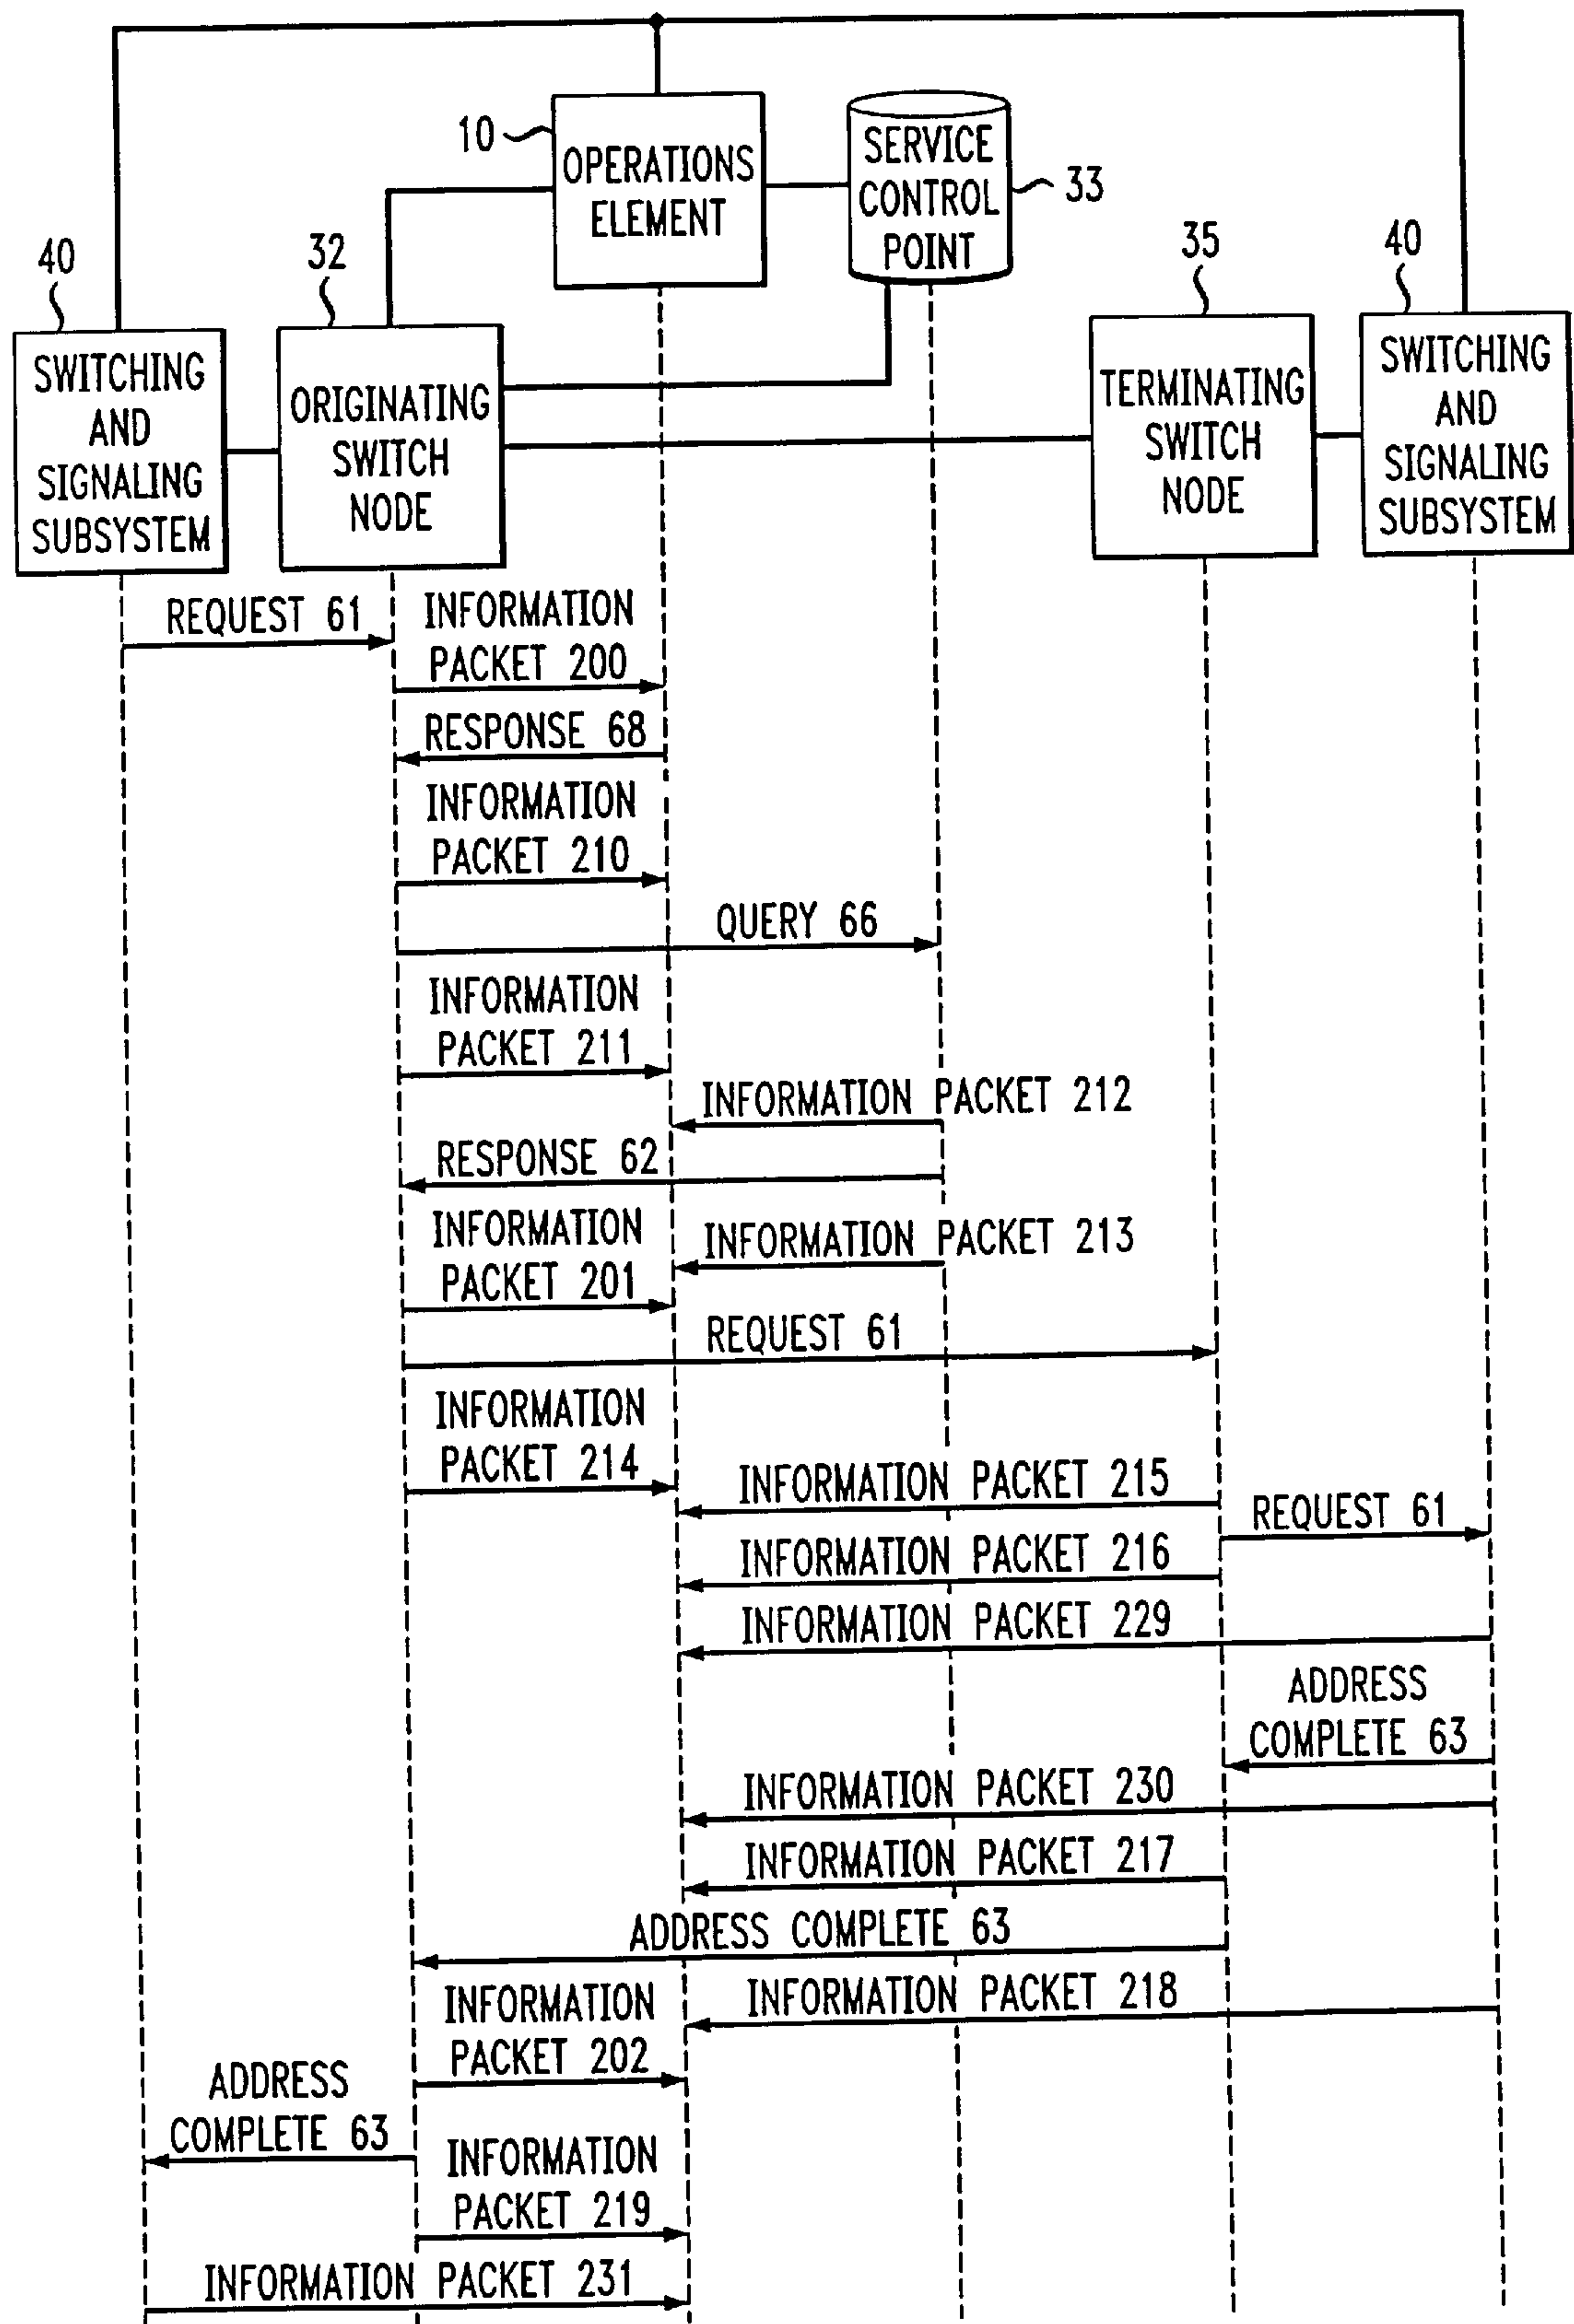 10
OPERATIONS
ELEMENT
SERVICE
CONTROL
POINT
33
40
32
35
40
SWITCHING
AND
SIGNALING
SUBSYSTEM
ORIGINATING
SWITCH
NODE
TERMINATING
SWITCH
NODE
SWITCHING
AND
SIGNALING
SUBSYSTEM
REQUEST 61
INFORMATION
PACKET 200
RESPONSE 68
INFORMATION
PACKET 210
QUERY 66
INFORMATION
PACKET 211
INFORMATION PACKET 212
RESPONSE 62
INFORMATION
PACKET 201
INFORMATION PACKET 213
REQUEST 61
INFORMATION
PACKET 214
INFORMATION PACKET 215
REQUEST 61
INFORMATION PACKET 216
INFORMATION PACKET 229
ADDRESS
COMPLETE 63
INFORMATION PACKET 230
INFORMATION PACKET 217
ADDRESS COMPLETE 63
INFORMATION PACKET 218
INFORMATION
PACKET 202
ADDRESS
COMPLETE 63
INFORMATION
PACKET 219
INFORMATION PACKET 231